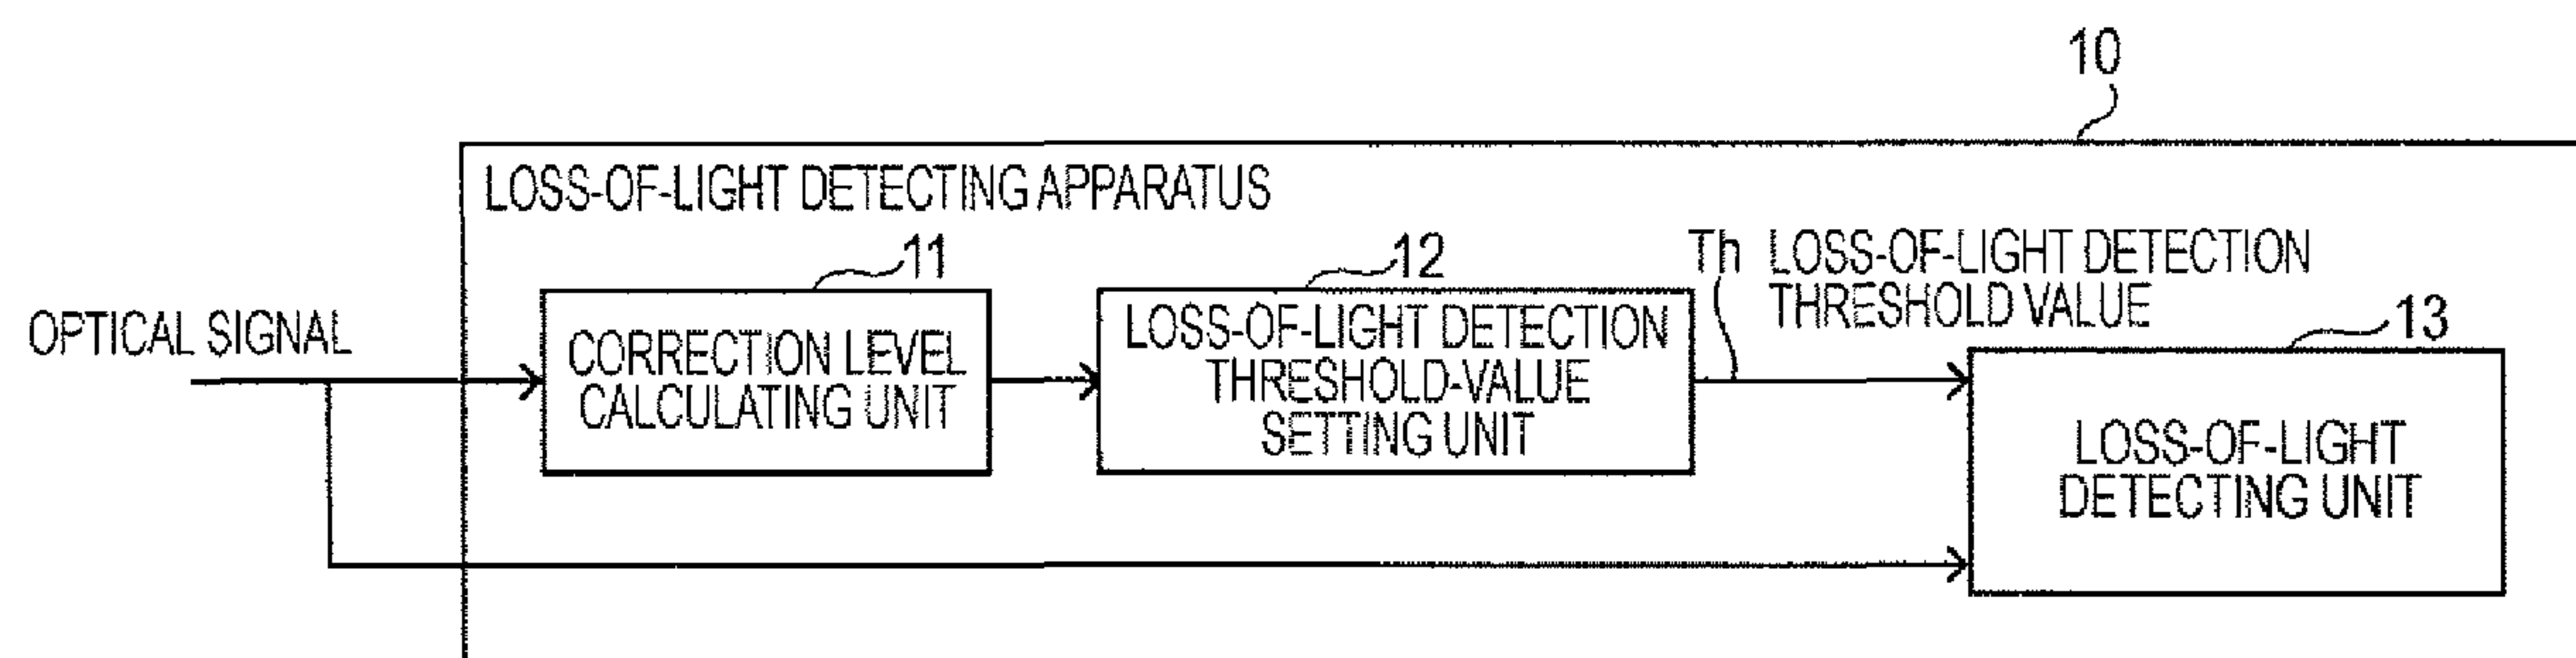 10
LOSS-OF-LIGHT DETECTING APPARATUS
OPTICAL SIGNAL
11
CORRECTION LEVEL
CALCULATING UNIT
12
LOSS-OF-LIGHT DETECTION
THRESHOLD-VALUE
SETTING UNIT
Th LOSS-OF-LIGHT DETECTION
THRESHOLD VALUE
13
LOSS-OF-LIGHT
DETECTING UNIT